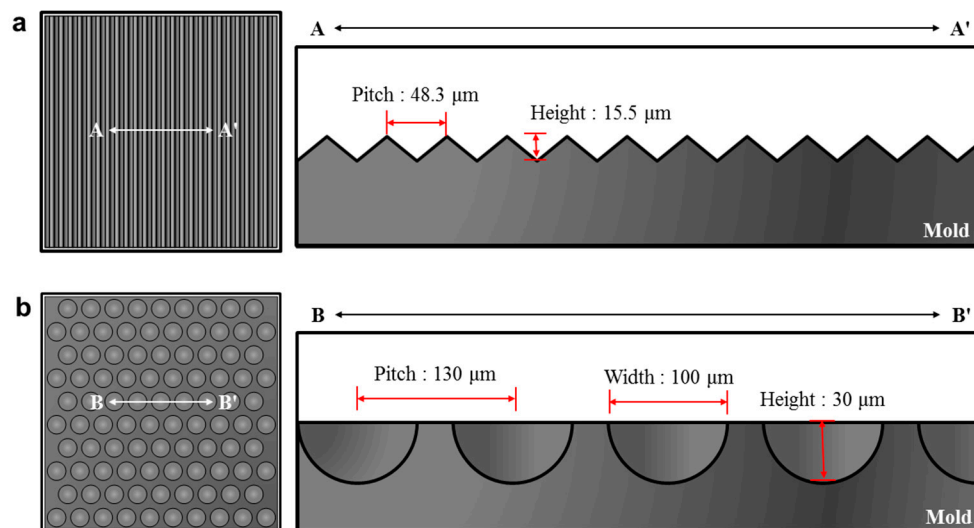 a
A A'
A A'
Pitch : 48.3 μm
Height : 15.5 μm
Mold
b
B B'
B B'
Pitch : 130 μm
Width : 100 μm
Height : 30 μm
Mold